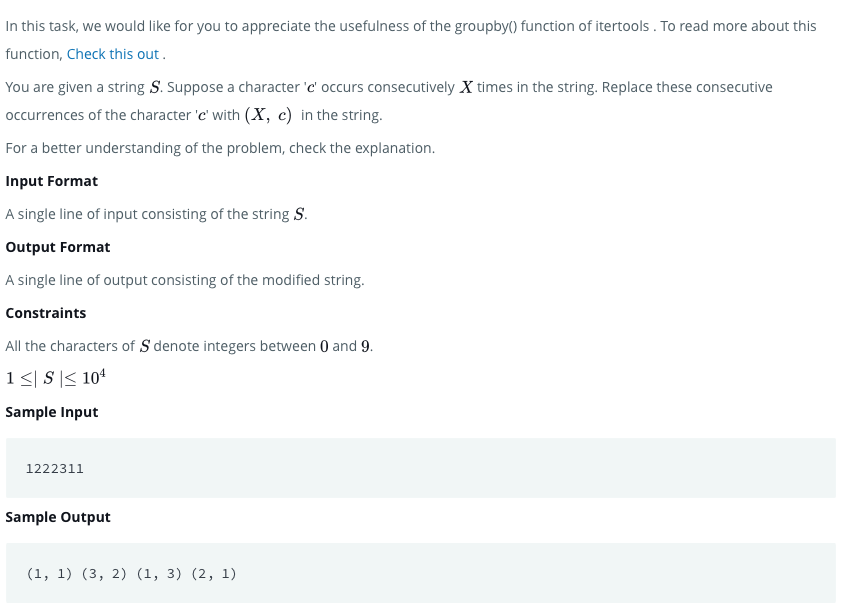 In this task, we would like for you to appreciate the usefulness of the groupby() function of itertools . To read more about this
function, Check this out .
You are given a string S. Suppose a character 'c' occurs consecutively X times in the string. Replace these consecutive
occurrences of the character 'c' with (X, c) in the string.
For a better understanding of the problem, check the explanation.
Input Format
A single line of input consisting of the string S.
Output Format
A single line of output consisting of the modified string.
Constraints
All the characters of S denote integers between 0 and 9.
1 ≤| S |≤ 10⁴
Sample Input
1222311
Sample Output
(1, 1) (3, 2) (1, 3) (2, 1)